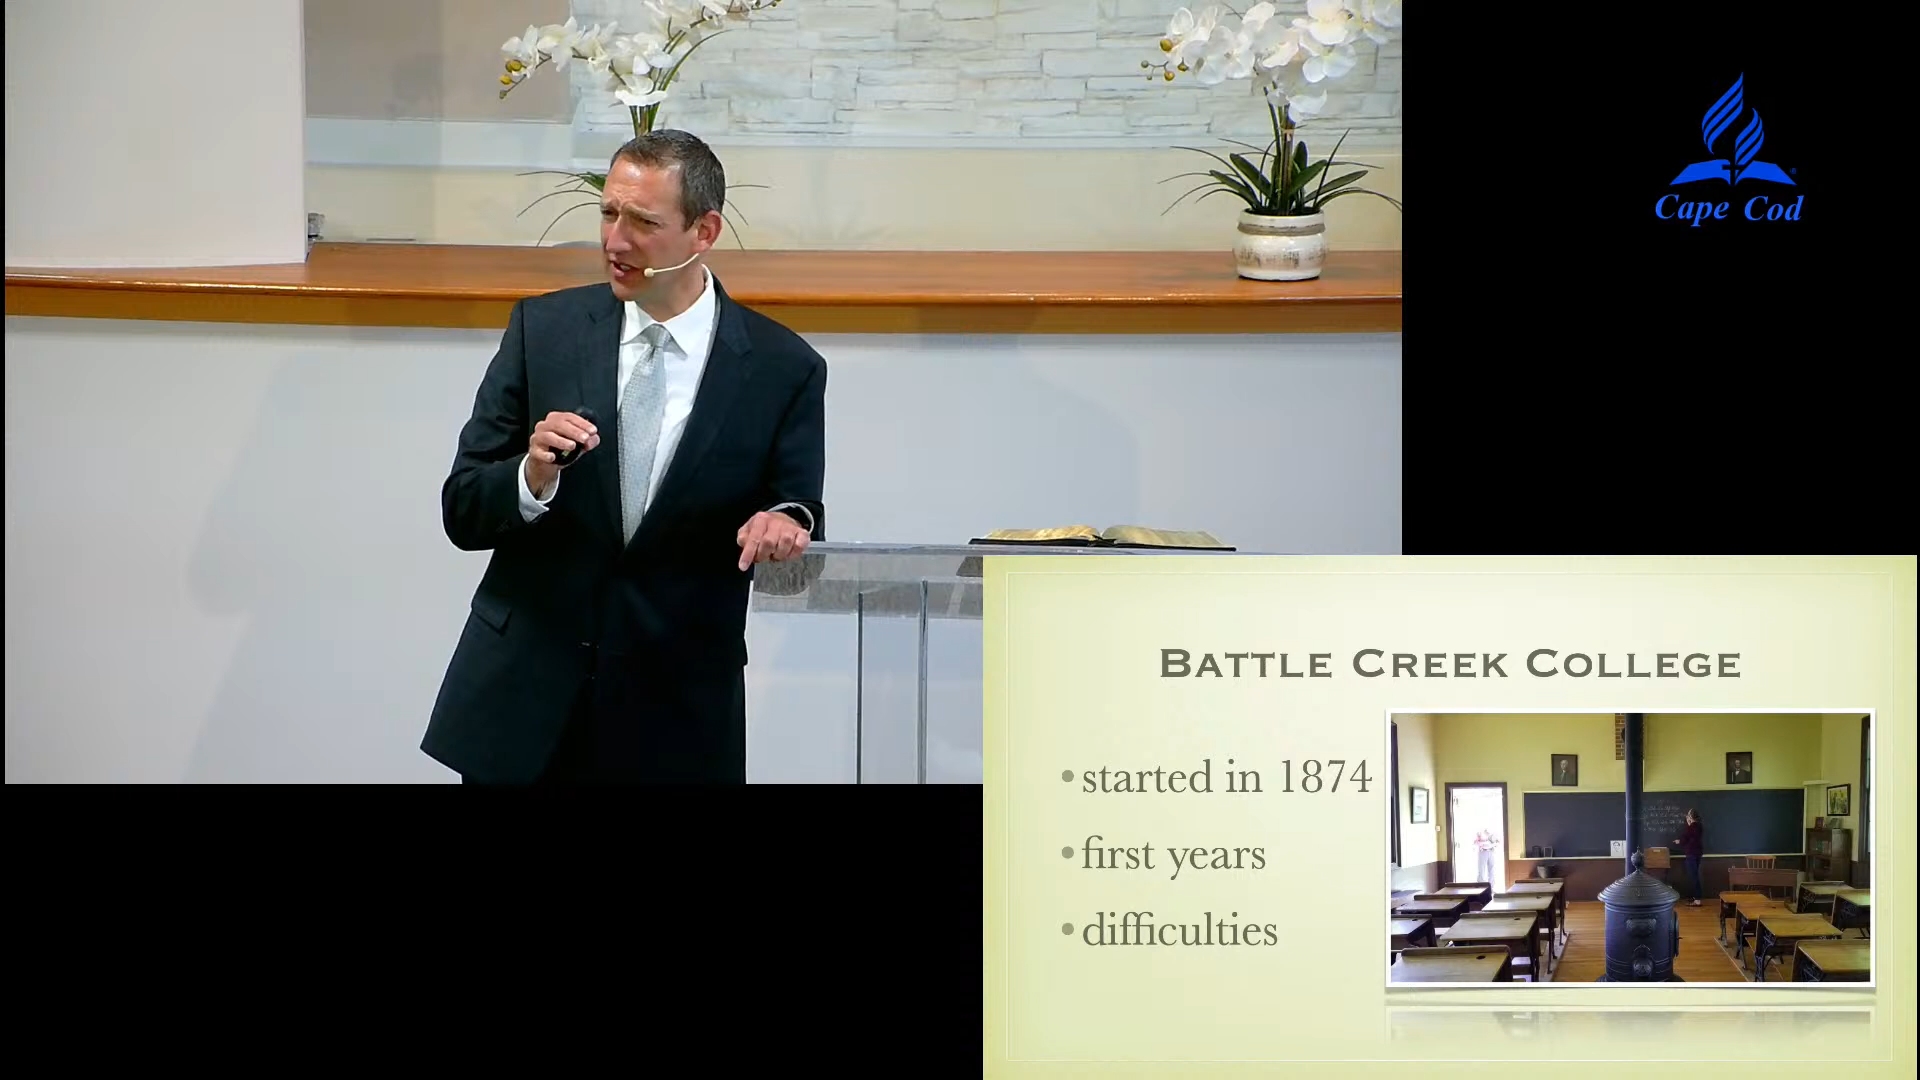 Cape Cod
Battle Creek College
•started in 1874
•first years
•difficulties